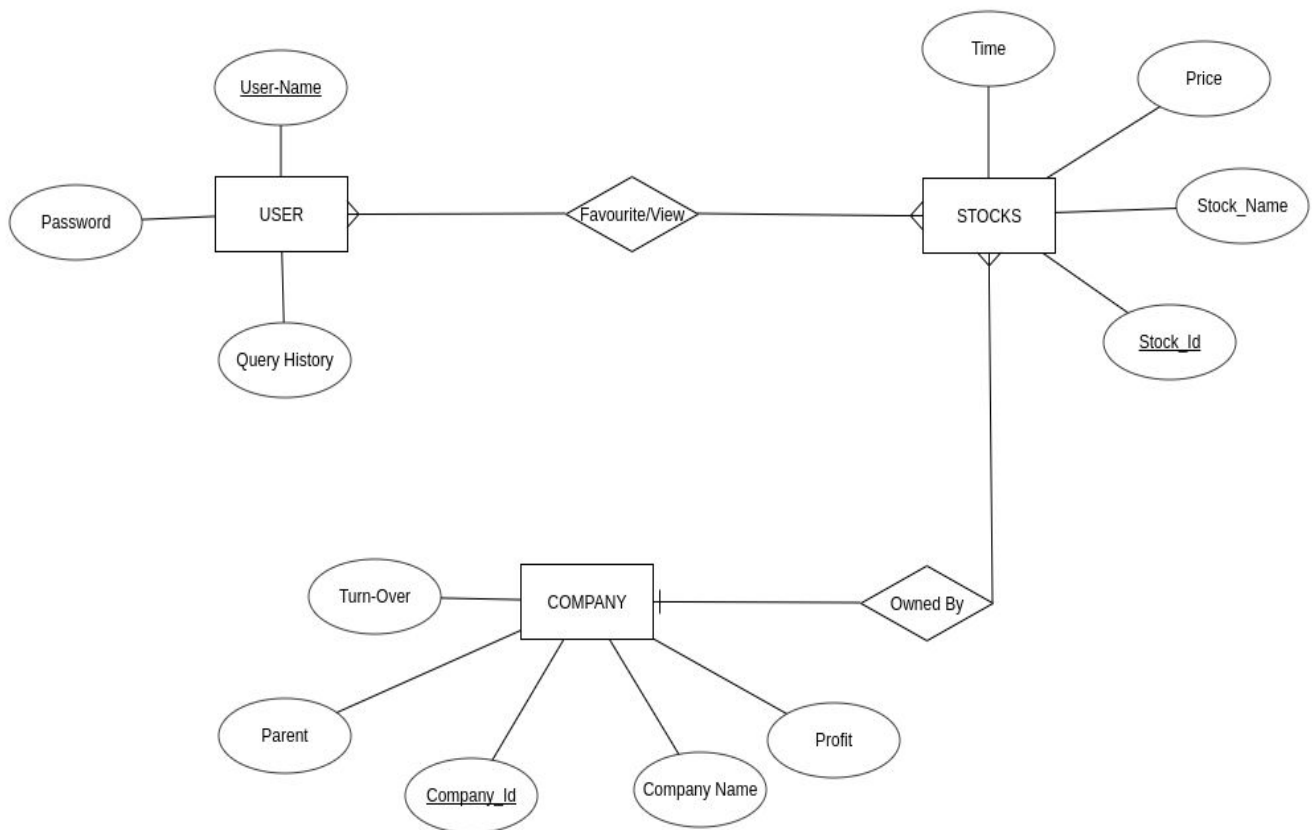 Time
Price
User-Name
Stock_Name
Password
USER
Favourite/View
STOCKS
Query History
Stock_Id
Turn-Over
COMPANY
Owned By
Parent
Profit
Company_Id
Company Name